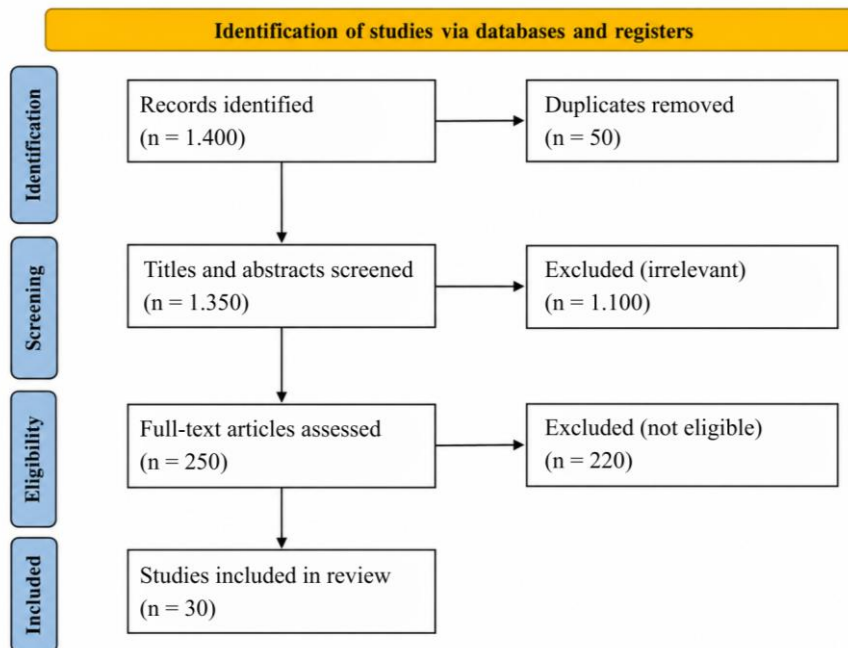 Identification of studies via databases and registers
Identification
Records identified
(n = 1.400)
Duplicates removed
(n = 50)
Screening
Titles and abstracts screened
(n = 1.350)
Excluded (irrelevant)
(n = 1.100)
Eligibility
Full-text articles assessed
(n = 250)
Excluded (not eligible)
(n = 220)
Included
Studies included in review
(n = 30)